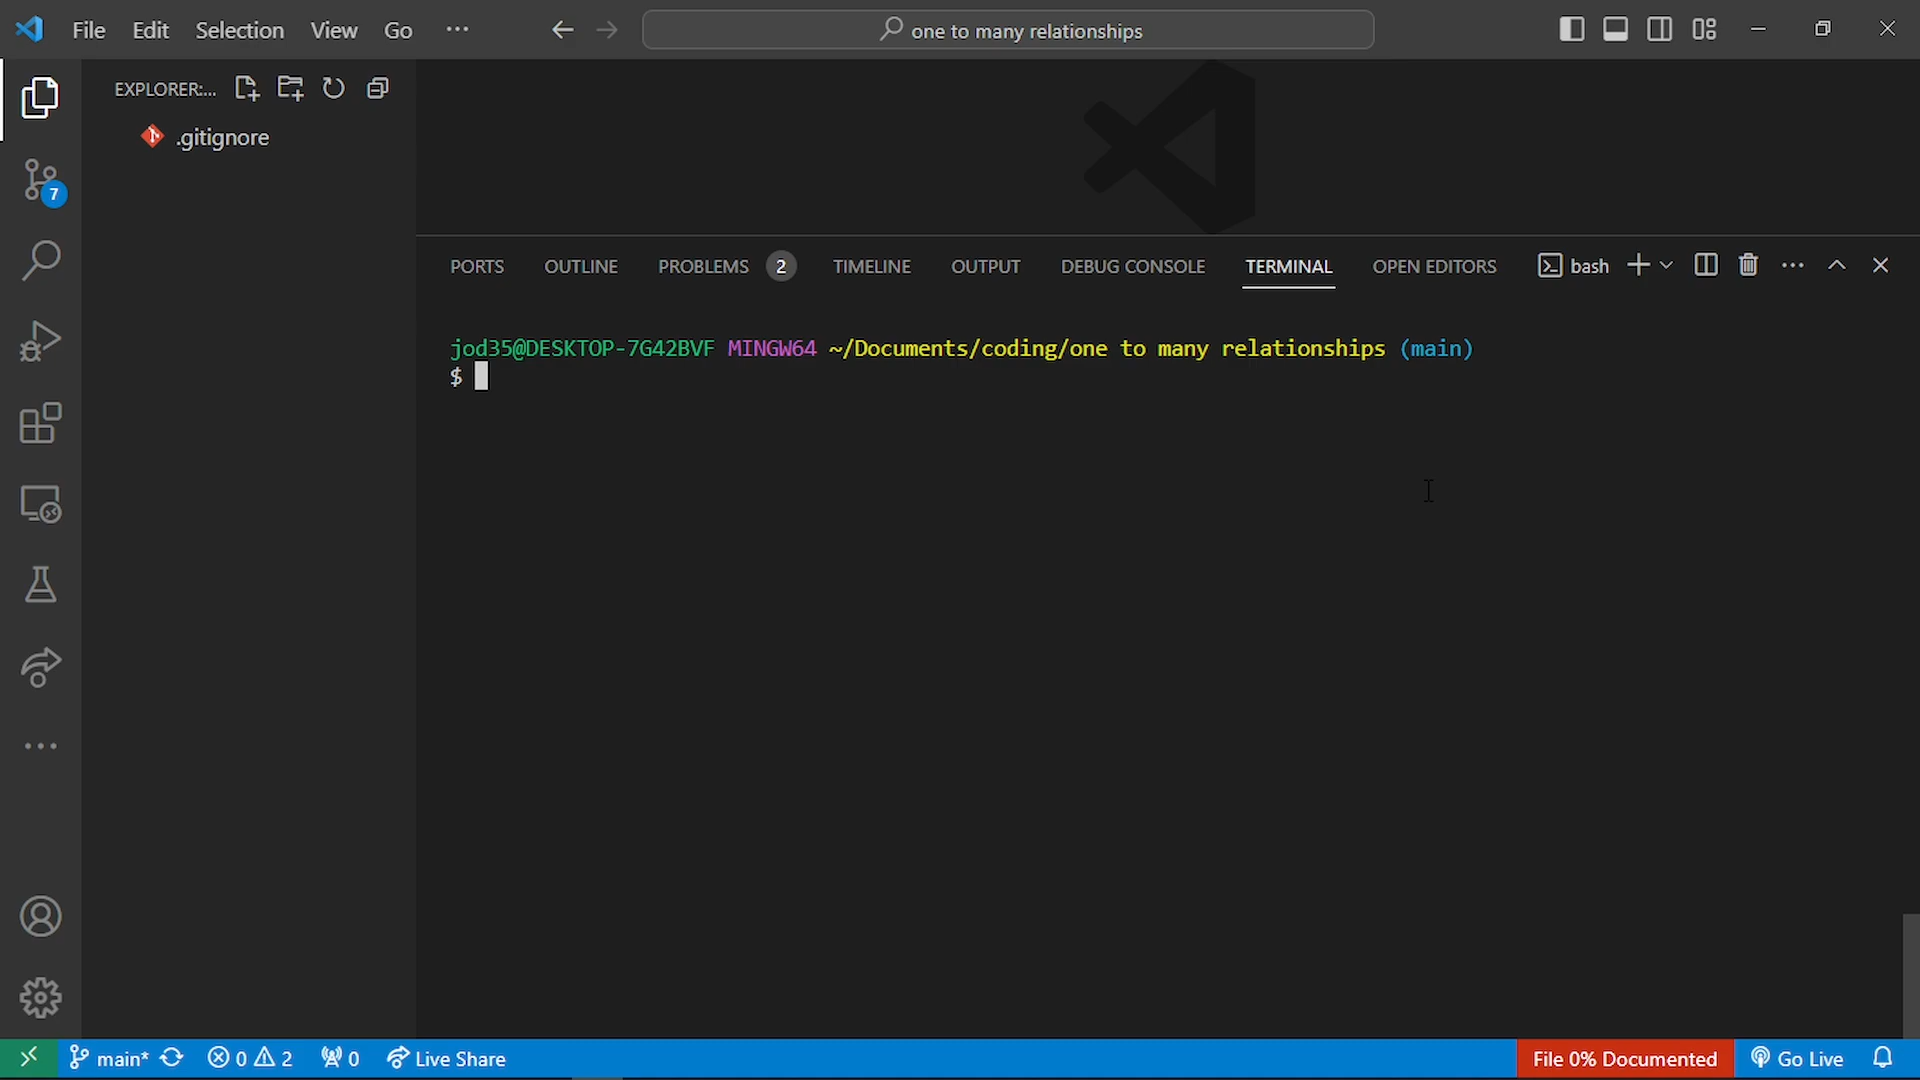 File Edit Selection View Go ··· one to many relationships
EXPLORER:...
.gitignore
7
PORTS OUTLINE PROBLEMS 2 TIMELINE OUTPUT DEBUG CONSOLE TERMINAL OPEN EDITORS bash
jod35@DESKTOP-7G42BVF MINGW64 ~/Documents/coding/one to many relationships (main)
$
main* 0 2 0 Live Share File 0% Documented Go Live